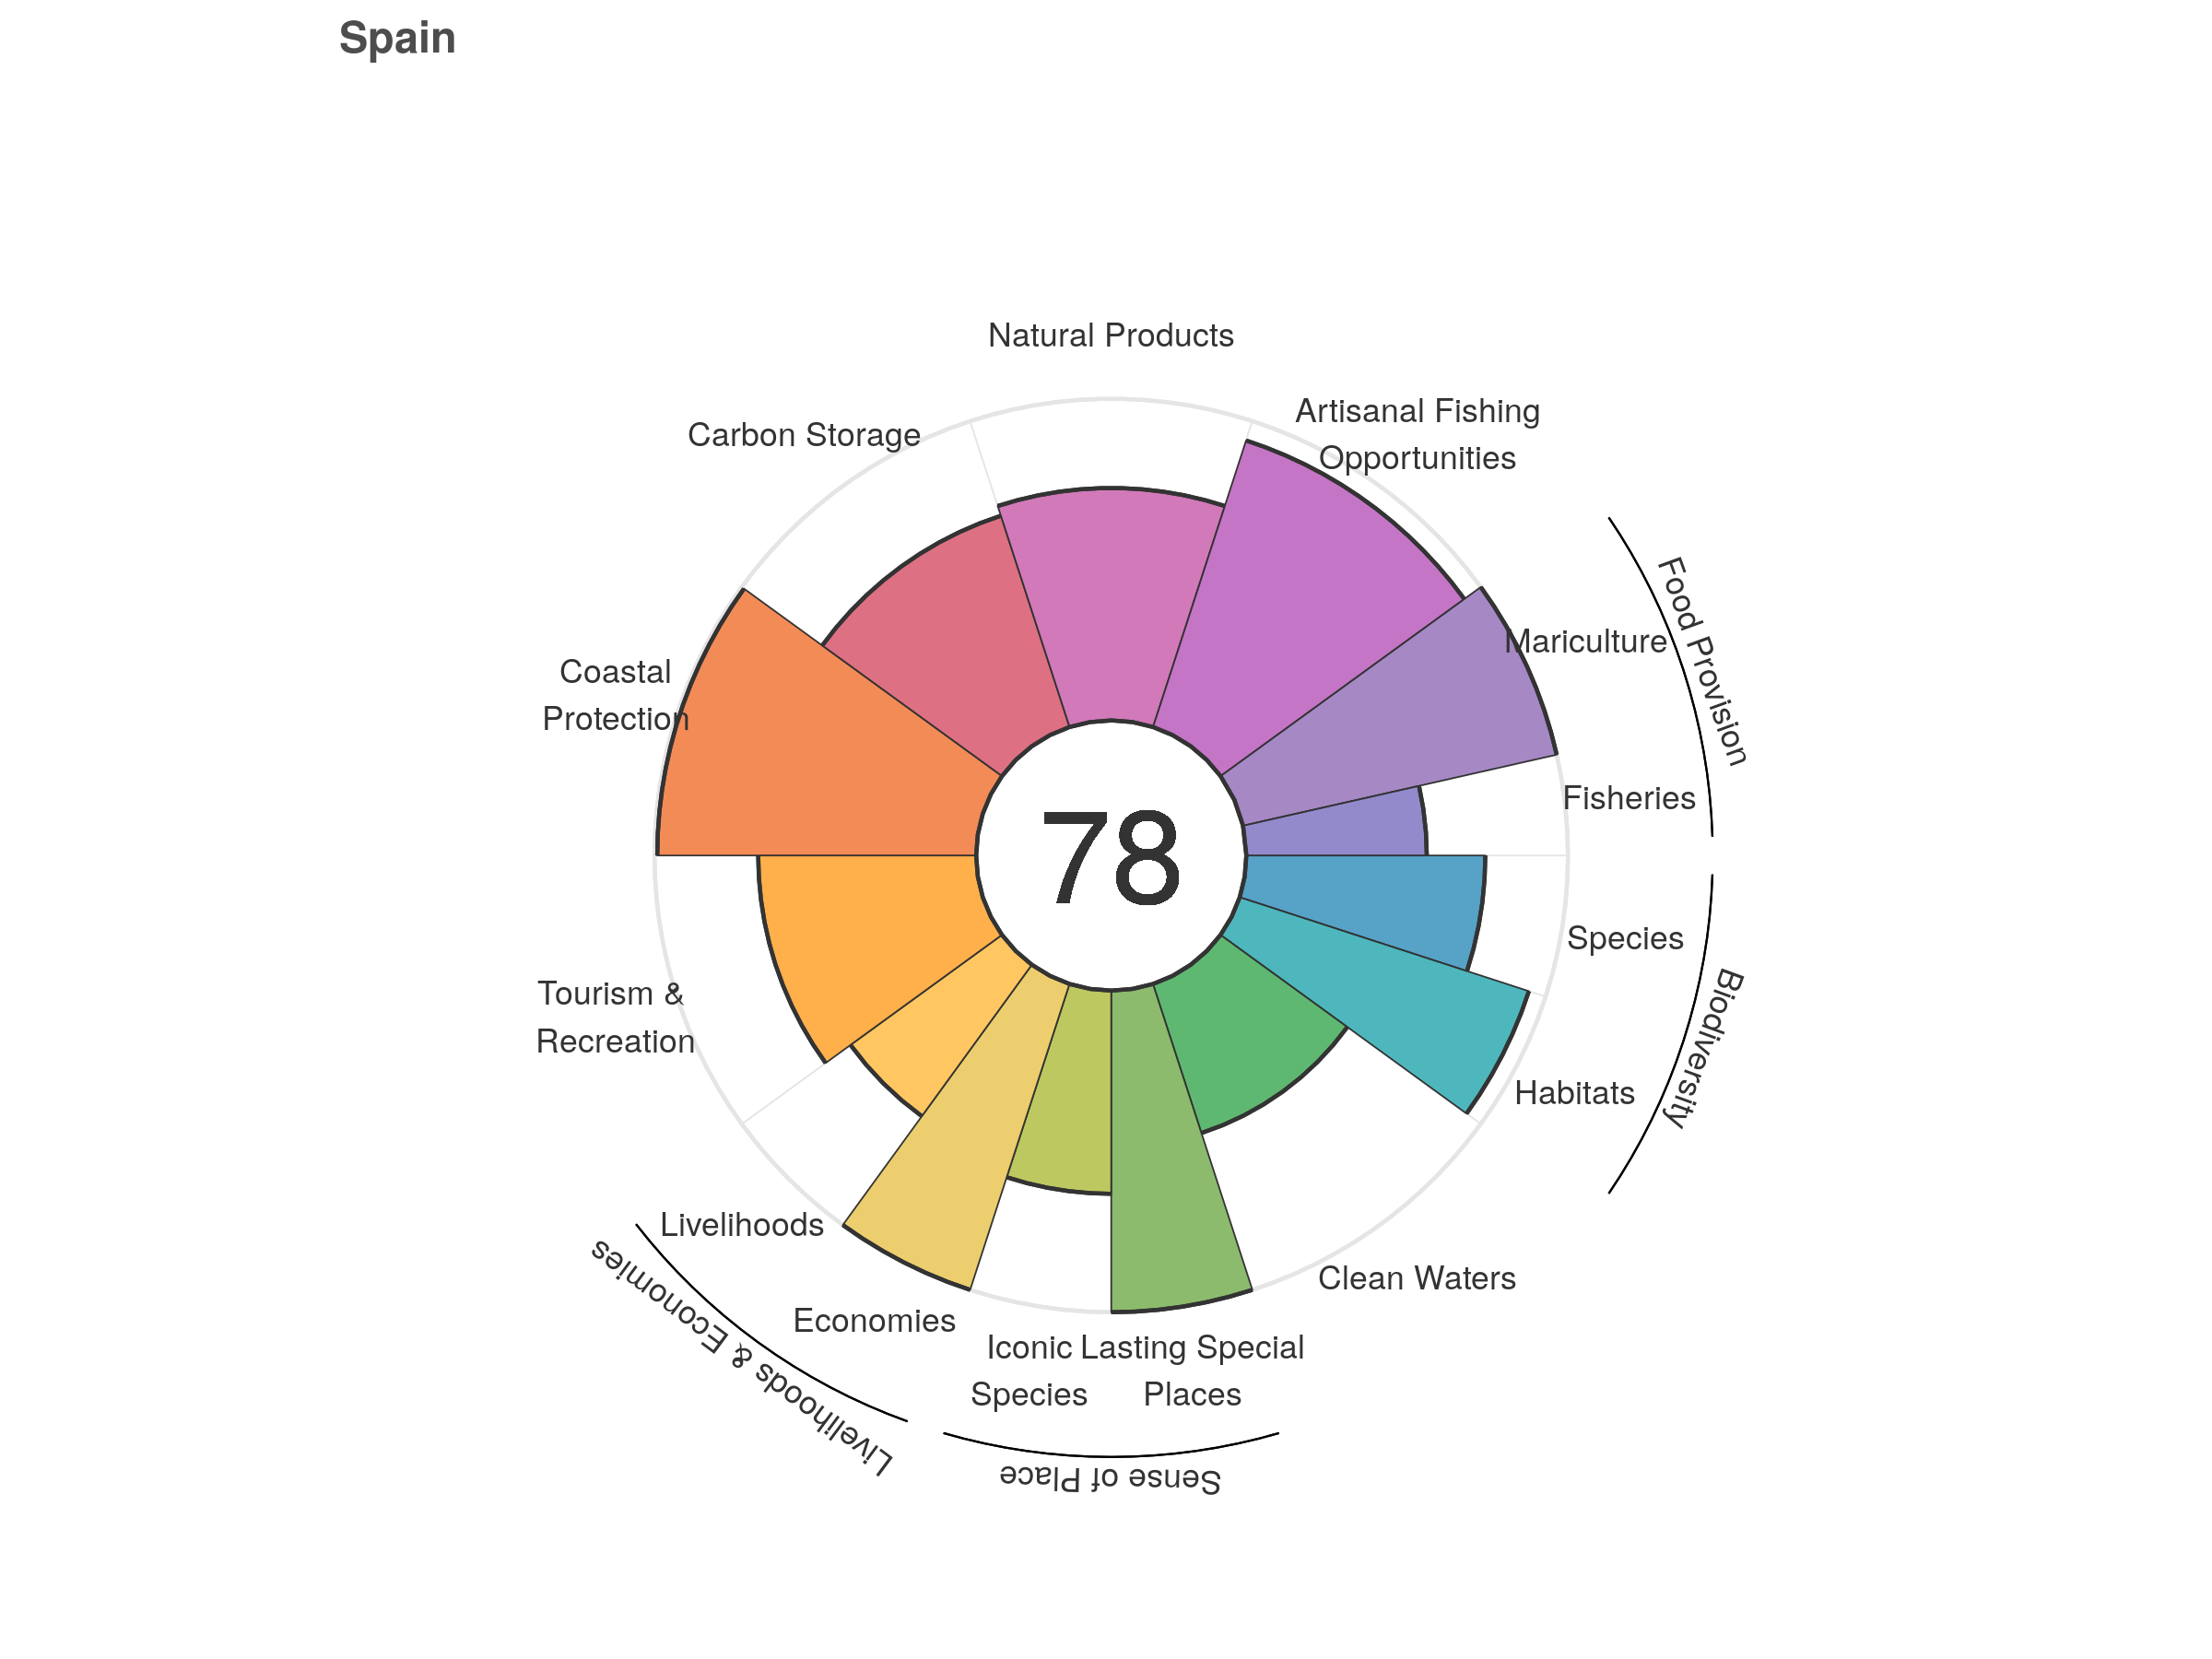 Spain
Natural Products
Artisanal Fishing
Opportunities
Carbon Storage
Food Provision
Mariculture
Coastal
Protection
Fisheries
78
Species
Biodiversity
Tourism &
Recreation
Habitats
Livelihoods
Clean Waters
Livelihoods & Economies
Economies
Iconic
Species
Lasting Special
Places
Sense of Place